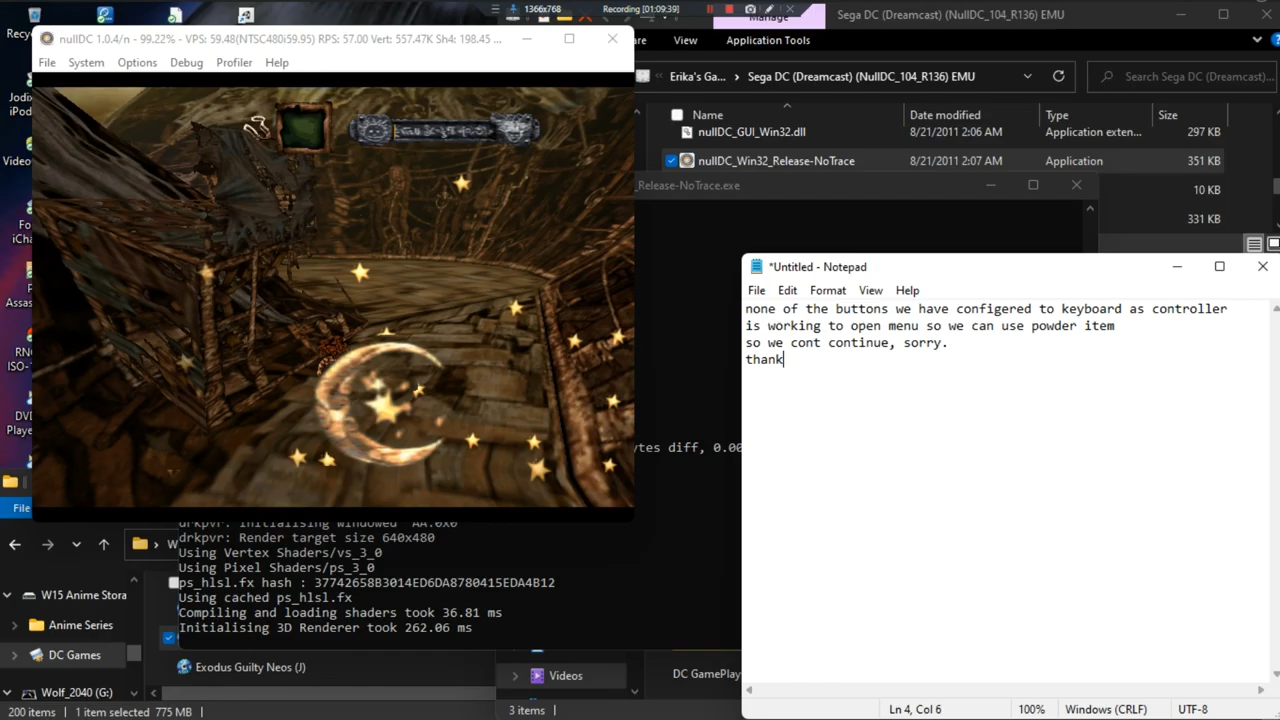 1366x768
Recording [01:09:39]
Manage
Sega DC (Dreamcast) (NullDC_104_R136) EMU
nullDC 1.0.4/n - 99.22% - VPS: 59.48(NTSC480i59.95) RPS: 57.00 Vert: 557.47K Sh4: 198.45 ...
File System Options Debug Profiler Help
View Application Tools
Erika's Ga... Sega DC (Dreamcast) (NullDC_104_R136) EMU
Search Sega DC (Dreamcast)...
Name Date modified Type Size
nullDC_GUI_Win32.dll 8/21/2011 2:06 AM Application exten... KB
nullDC_Win32_Release-NoTrace 8/21/2011 2:07 AM Application 351 KB
_Release-NoTrace.exe
10 KB
331 KB
*Untitled - Notepad
File Edit Format View Help
none of the buttons we have configered to keyboard as controller
is working to open menu so we can use powder item
so we cont continue, sorry.
thank
tes diff, 0.00
drkpvr: Initialising windowed AA:0x0
drkpvr: Render target size 640x480
Using Vertex Shaders/vs_3_0
Using Pixel Shaders/ps_3_0
ps_hlsl.fx hash : 37742658B3014ED6DA8780415EDA4B12
Using cached ps_hlsl.fx
Compiling and loading shaders took 36.81 ms
Initialising 3D Renderer took 262.06 ms
File
W15 Anime Stora
Anime Series
DC Games
Wolf_2040 (G:)
Exodus Guilty Neos (J)
Videos
DC GamePlay
200 items 1 item selected 775 MB
3 items
Ln 4, Col 6 100% Windows (CRLF) UTF-8